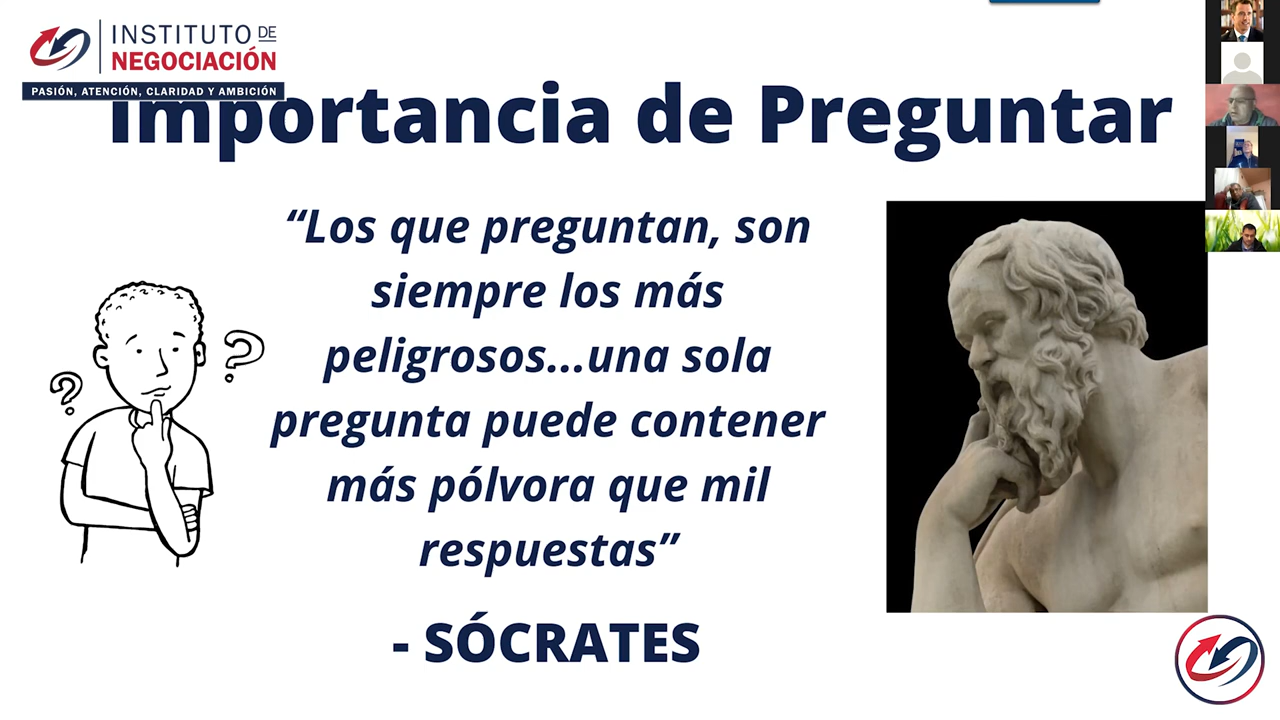 INSTITUTO DE
NEGOCIACIÓN
PASIÓN, ATENCIÓN, CLARIDAD Y AMBICIÓN
Importancia de Preguntar
“Los que preguntan, son
siempre los más
peligrosos...una sola
pregunta puede contener
más pólvora que mil
respuestas”
- SÓCRATES